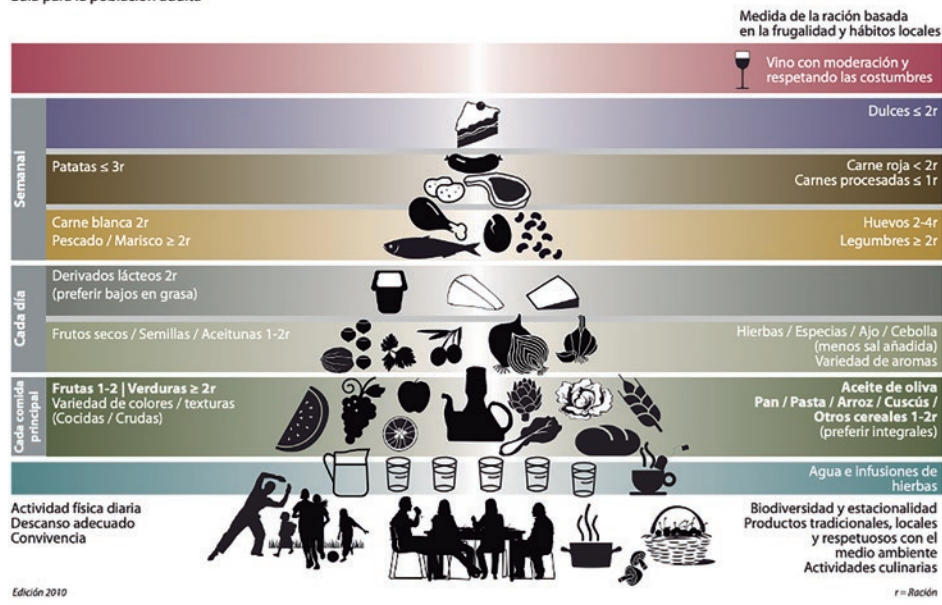 Guía para la población adulta
Medida de la ración basada
en la frugalidad y hábitos locales
Vino con moderación y
respetando las costumbres
Semanal
Dulces ≤ 2r
Patatas ≤ 3r
Carne roja < 2r
Carnes procesadas ≤ 1r
Carne blanca 2r
Pescado / Marisco ≥ 2r
Huevos 2-4r
Legumbres ≥ 2r
Cada día
Derivados lácteos 2r
(preferir bajos en grasa)
Frutos secos / Semillas / Aceitunas 1-2r
Hierbas / Especias / Ajo / Cebolla
(menos sal añadida)
Variedad de aromas
Cada comida
principal
Frutas 1-2 | Verduras ≥ 2r
Variedad de colores / texturas
(Cocidas / Crudas)
Aceite de oliva
Pan / Pasta / Arroz / Cuscús /
Otros cereales 1-2r
(preferir integrales)
Agua e infusiones de
hierbas
Actividad física diaria
Descanso adecuado
Convivencia
Biodiversidad y estacionalidad
Productos tradicionales, locales
y respetuosos con el
medio ambiente
Actividades culinarias
Edición 2010
r = Ración